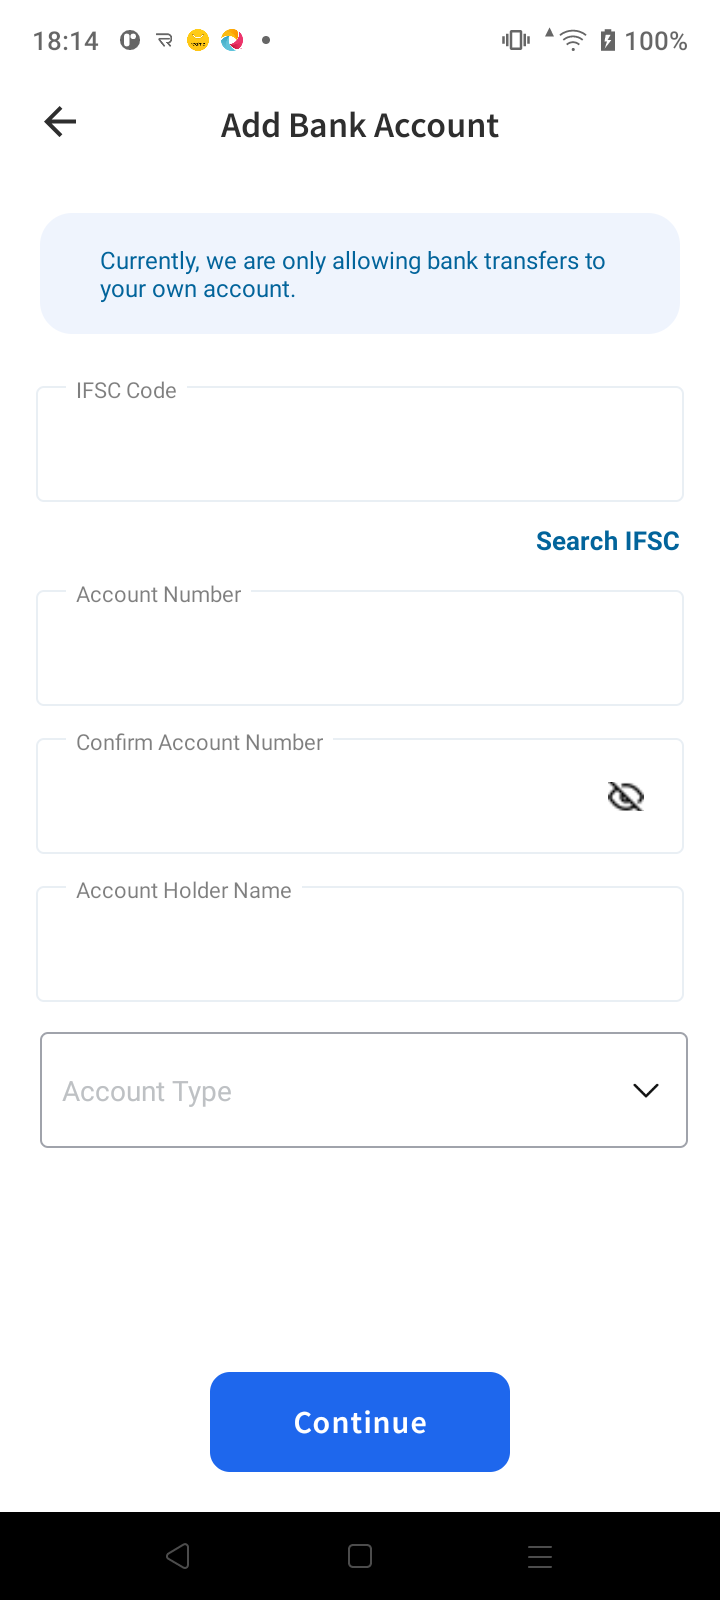 18:14
100%
Add Bank Account
Currently, we are only allowing bank transfers to
your own account.
IFSC Code
Search IFSC
Account Number
Confirm Account Number
Account Holder Name
Account Type
Continue